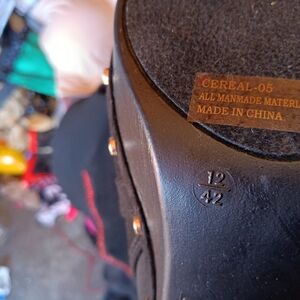 CEREAL-05
ALL MANMADE MATERI
MADE IN CHINA
12
42